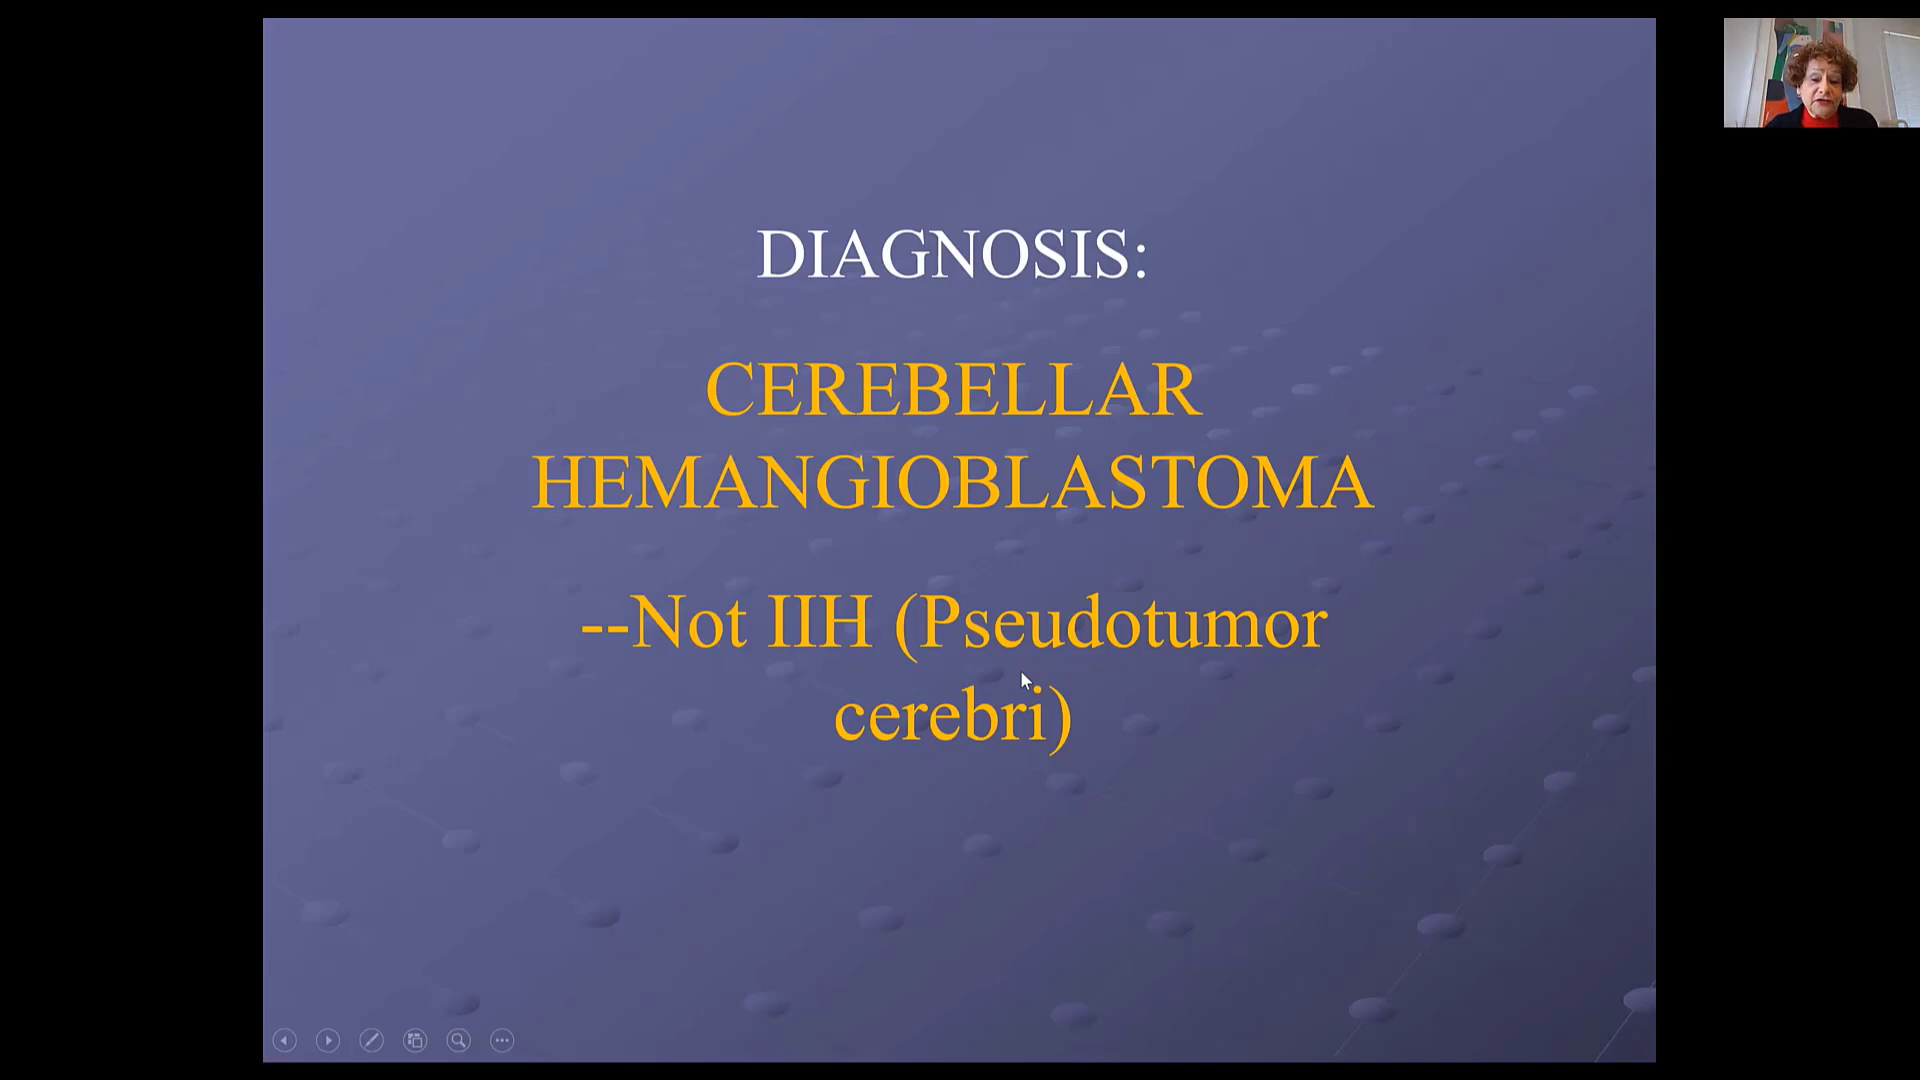 DIAGNOSIS:
CEREBELLAR
HEMANGIOBLASTOMA
--Not IIH (Pseudotumor
cerebri)